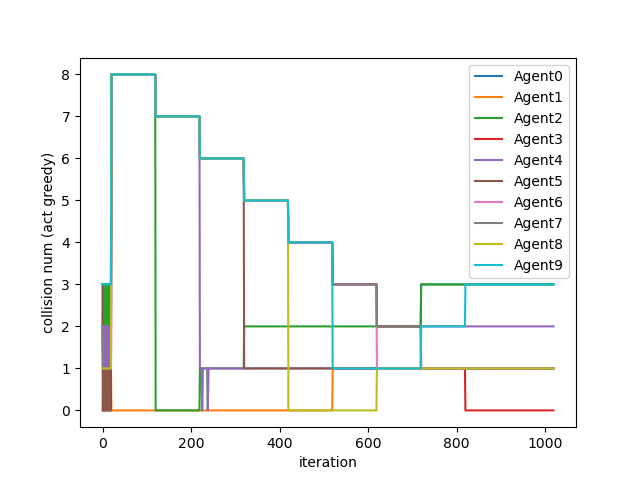 collision num (act greedy)
8
7
6
5
4
3
2
1
0
0 200 400 600 800 1000
iteration
Agent0
Agent1
Agent2
Agent3
Agent4
Agent5
Agent6
Agent7
Agent8
Agent9